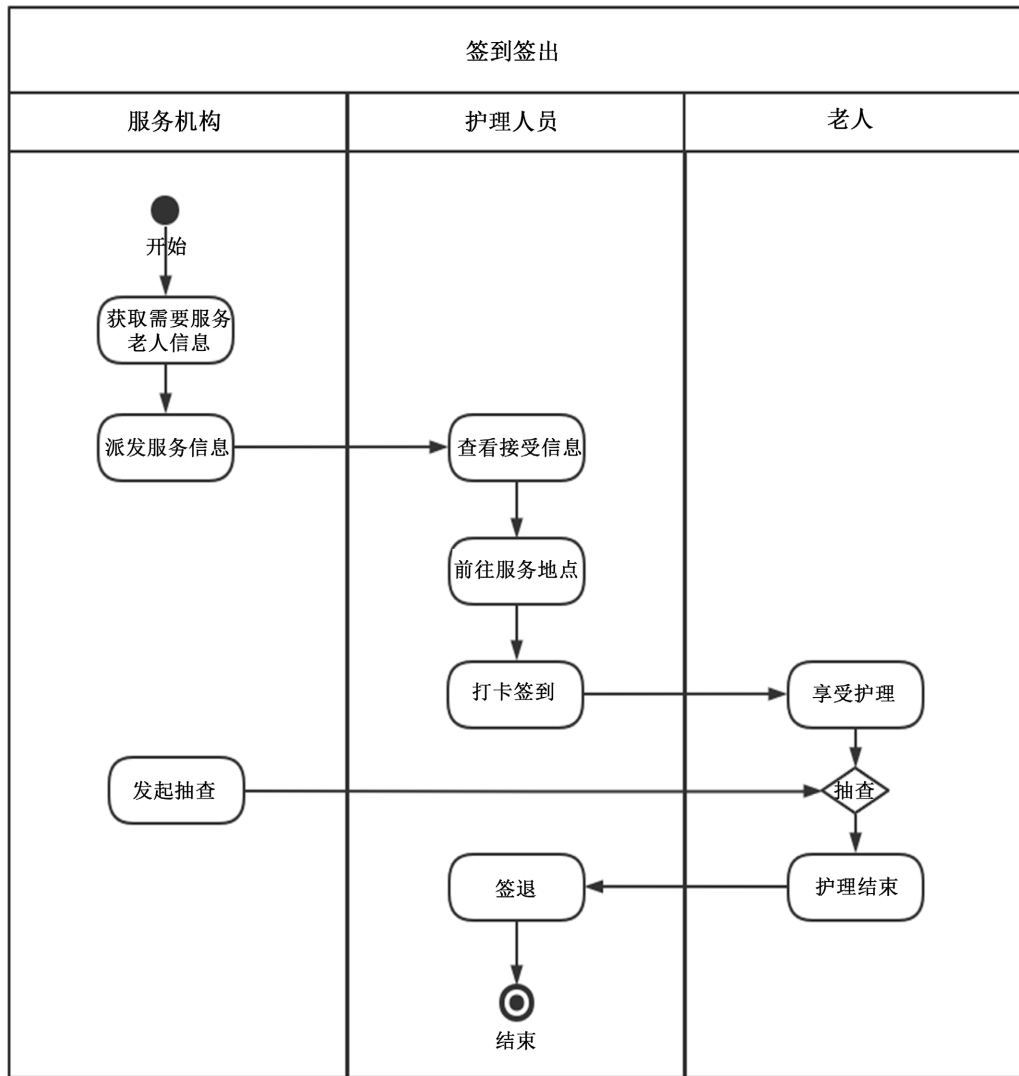 签到签出
服务机构
护理人员
老人
开始
获取需要服务
老人信息
派发服务信息
查看接受信息
前往服务地点
打卡签到
享受护理
发起抽查
抽查
签退
护理结束
结束